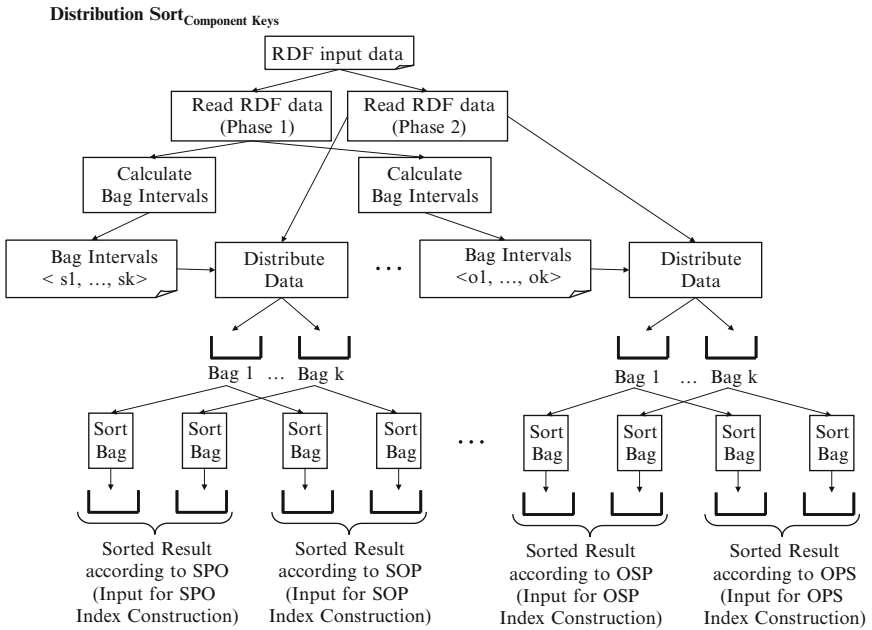 Distribution Sort Component Keys
RDF input data
Read RDF data
(Phase 1)
Read RDF data
(Phase 2)
Calculate
Bag Intervals
Calculate
Bag Intervals
Bag Intervals
< s1, ..., sk>
Distribute
Data
...
Bag Intervals
<o1, ..., ok>
Distribute
Data
Bag 1 ... Bag k
Bag 1 ... Bag k
Sort
Bag
Sort
Bag
Sort
Bag
Sort
Bag
...
Sort
Bag
Sort
Bag
Sort
Bag
Sort
Bag
Sorted Result
according to SPO
(Input for SPO
Index Construction)
Sorted Result
according to SOP
(Input for SOP
Index Construction)
Sorted Result
according to OSP
(Input for OSP
Index Construction)
Sorted Result
according to OPS
(Input for OPS
Index Construction)